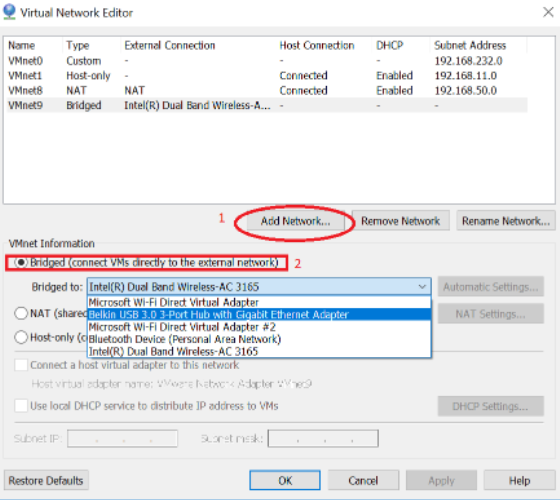 Virtual Network Editor
Name Type External Connection Host Connection DHCP Subnet Address
VMnet0 Custom - - - 192.168.232.0
VMnet1 Host-only - Connected Enabled 192.168.11.0
VMnet8 NAT NAT Connected Enabled 192.168.50.0
VMnet9 Bridged Intel(R) Dual Band Wireless-A... - - -
1 Add Network... Remove Network Rename Network...
VMnet Information
Bridged (connect VMs directly to the external network) 2
Bridged to: Intel(R) Dual Band Wireless-AC 3165 Automatic Settings...
Microsoft Wi-Fi Direct Virtual Adapter
NAT (shared Belkin USB 3.0 3-Port Hub with Gigabit Ethernet Adapter NAT Settings...
Microsoft Wi-Fi Direct Virtual Adapter #2
Host-only (c Bluetooth Device (Personal Area Network)
Intel(R) Dual Band Wireless-AC 3165
Connect a host virtual adapter to this network
Host virtual adapter name: VMware Network Adapter VMnet9
Use local DHCP service to distribute IP address to VMs DHCP Settings...
Subnet IP: . . . Subnet mask: . . .
Restore Defaults OK Cancel Apply Help